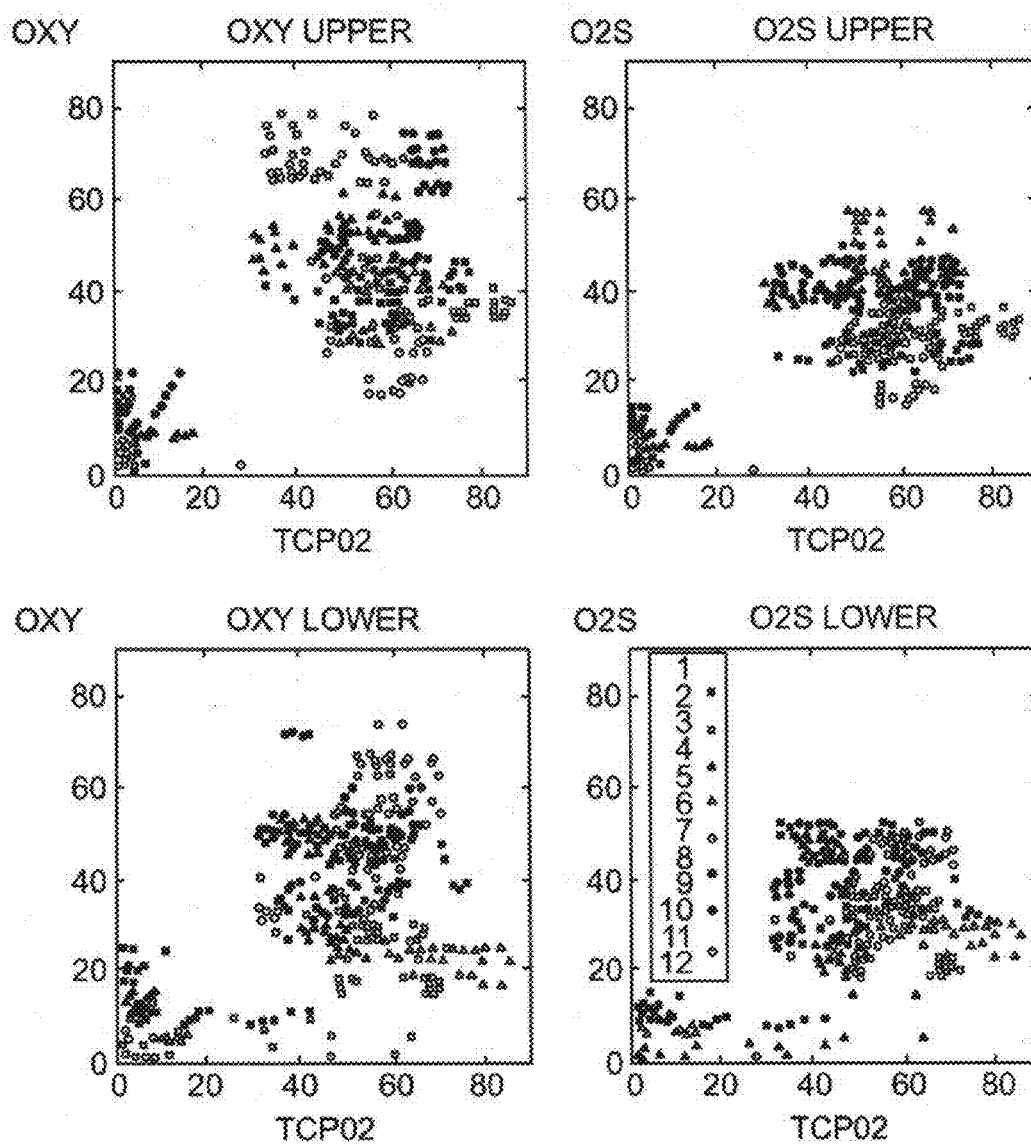 OXY OXY UPPER O2S O2S UPPER
80 80
60 60
40 40
20 20
0 0
0 20 40 60 80 0 20 40 60 80
TCP02 TCP02
OXY OXY LOWER O2S O2S LOWER
1
80 80 2
3
4
5
60 60 6
7
8
40 40 9
10
11
20 20 12
0 0
0 20 40 60 80 0 20 40 60 80
TCP02 TCP02